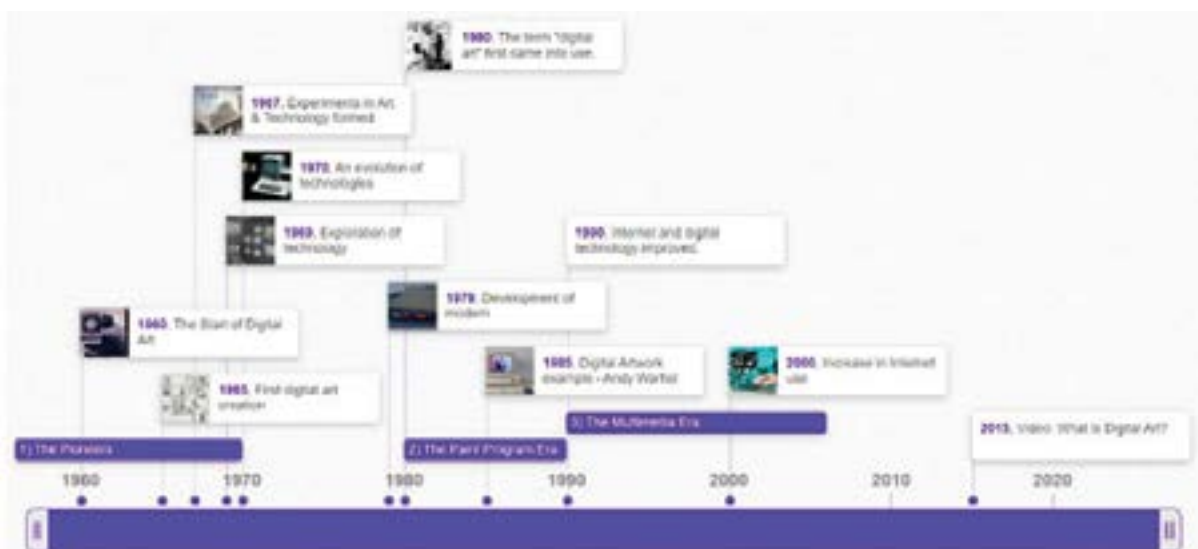 1980. The term "digital
art" first came into use.
1967. Experiments in Art
& Technology formed
1970. An evolution of
technologies
1969. Exploration of
technology
1990. Internet and digital
technology improved.
1979. Development of
modem
1960. The Start of Digital
Art
1985. Digital Artwork
example - Andy Warhol
2000. Increase in Internet
use
1965. First digital art
creation
3) The Multimedia Era
2015. Video: What is Digital Art?
1) The Pioneers
2) The Paint Program Era
1960 1970 1980 1990 2000 2010 2020